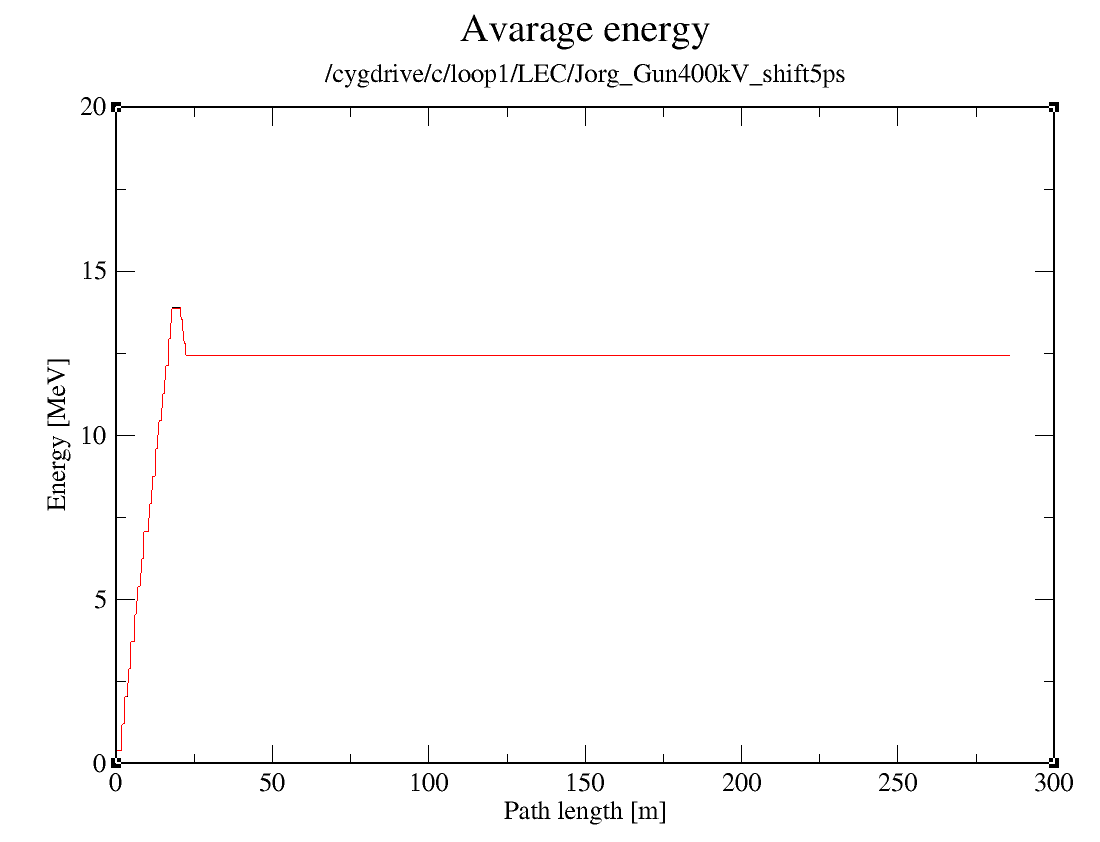 Avarage energy
/cygdrive/c/loop1/LEC/Jorg_Gun400kV_shift5ps
20
15
10
5
0
Energy [MeV]
0 50 100 150 200 250 300
Path length [m]